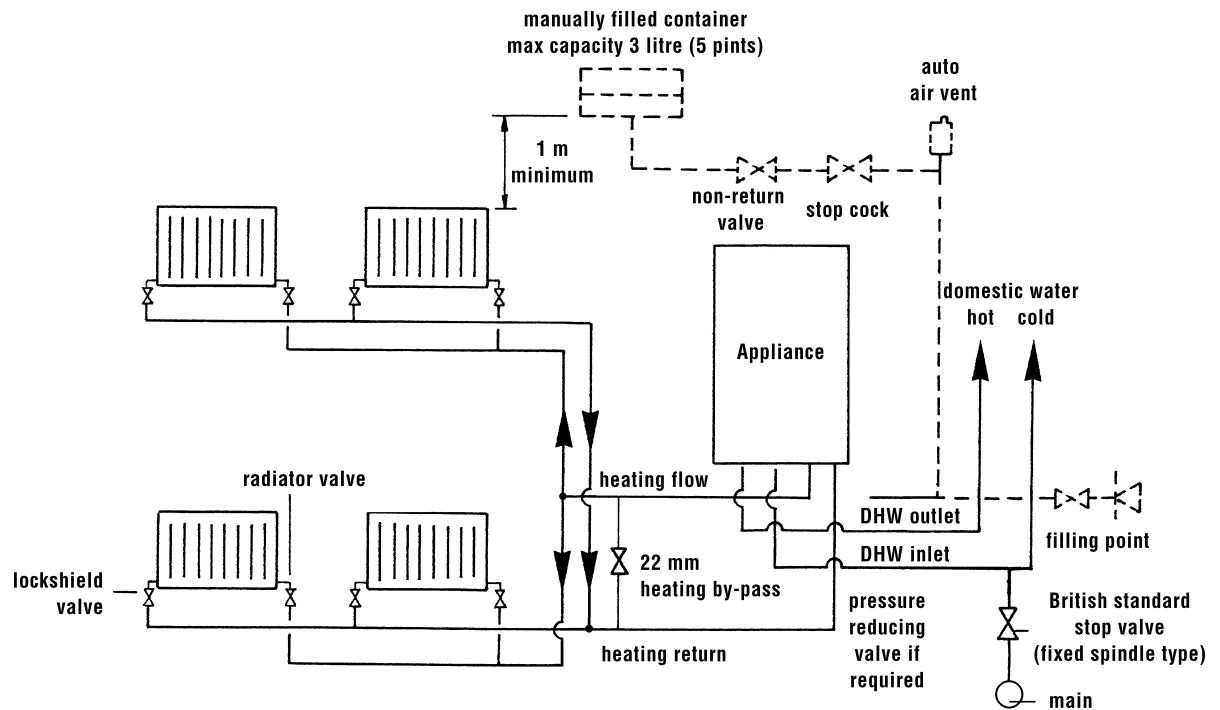 manually filled container
max capacity 3 litre (5 pints)
auto
air vent
1 m
minimum
non-return
valve
stop cock
domestic water
hot cold
Appliance
radiator valve
heating flow
DHW outlet
filling point
DHW inlet
22 mm
heating by-pass
lockshield
valve
pressure
reducing
valve if
required
British standard
stop valve
(fixed spindle type)
heating return
main